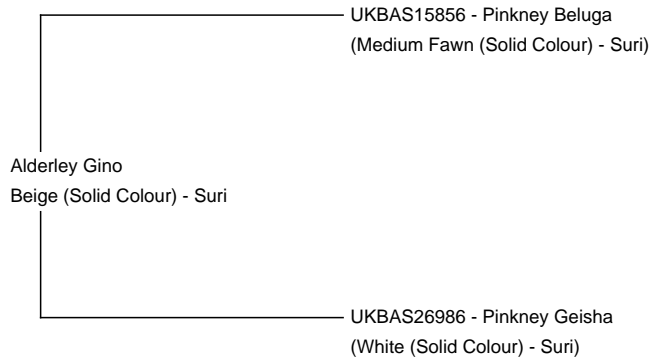 UKBAS15856 - Pinkney Beluga
(Medium Fawn (Solid Colour) - Suri)
Alderley Gino
Beige (Solid Colour) - Suri
UKBAS26986 - Pinkney Geisha
(White (Solid Colour) - Suri)